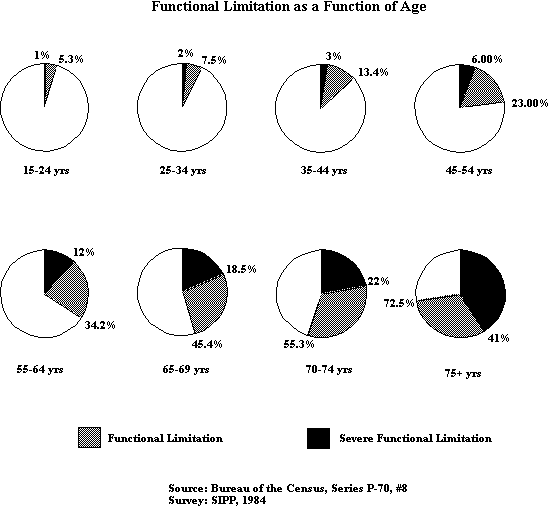 Functional Limitation as a Function of Age
1%
5.3%
2%
7.5%
3%
13.4%
6.00%
23.00%
15-24 yrs
25-34 yrs
35-44 yrs
45-54 yrs
12%
34.2%
18.5%
45.4%
22%
55.3%
72.5%
41%
55-64 yrs
65-69 yrs
70-74 yrs
75+ yrs
Functional Limitation
Severe Functional Limitation
Source: Bureau of the Census, Series P-70, #8
Survey: SIPP, 1984